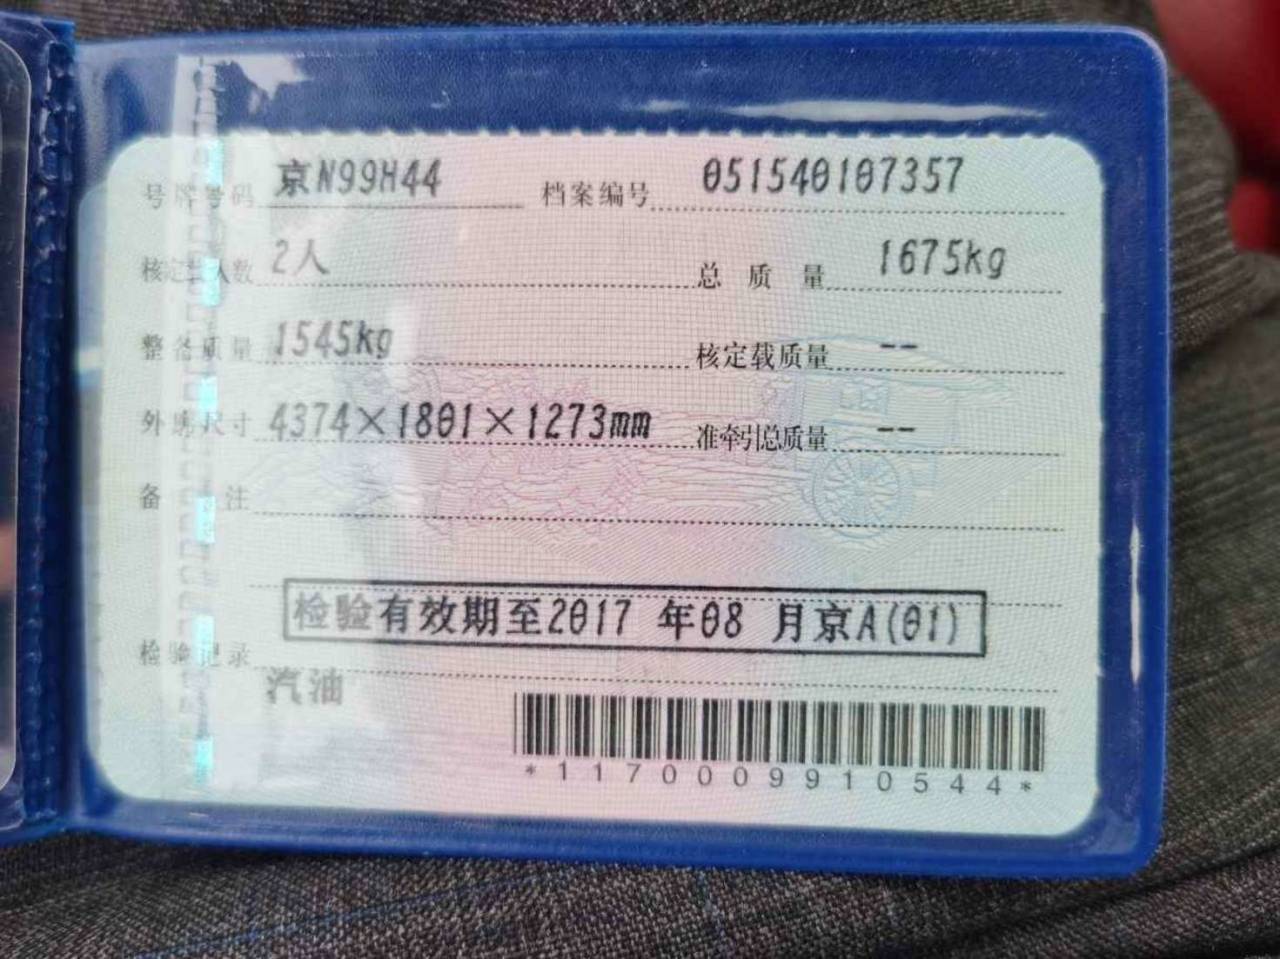 号牌号码 京N99H44 档案编号 051540107357
核定载人数 2人 总质量 1675kg
整备质量 1545kg 核定载质量 --
外廓尺寸 4374×1801×1273mm 准牵引总质量 --
备注
检验有效期至2017 年08 月京A(01)
检验记录
汽油
*1170009910544*